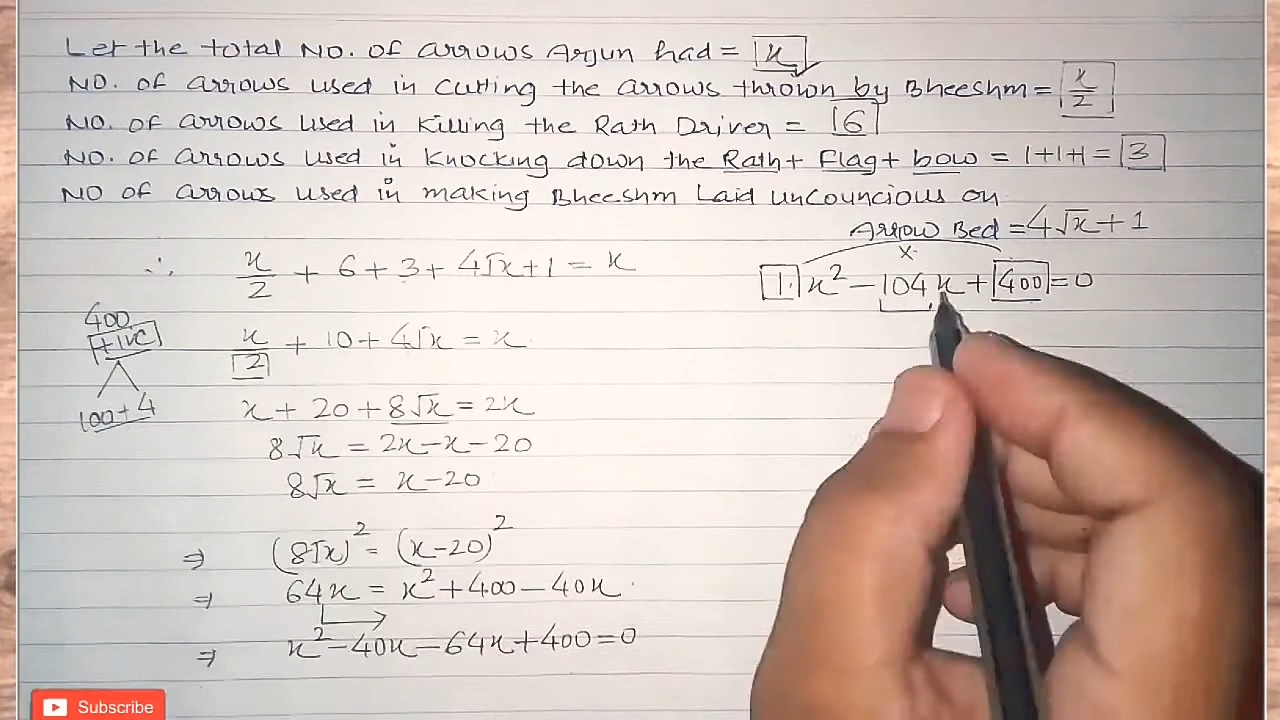 Let the total NO. of arrows Arjun had = x
NO. of arrows used in cutting the arrows thrown by Bheeshm = x/2
NO. of arrows used in killing the Rath Driver = 6
NO. of arrows used in knocking down the Rath + Flag + bow = 1+1+1 = 3
NO of arrows used in making Bheeshm Laid uncouncious on
Arrow Bed = 4√x + 1
∴ x/2 + 6 + 3 + 4√x + 1 = x
x/2 + 10 + 4√x = x
x + 20 + 8√x = 2x
8√x = 2x - x - 20
8√x = x - 20
⇒ (8√x)² = (x-20)²
⇒ 64x = x² + 400 - 40x
⇒ x² - 40x - 64x + 400 = 0
400
+ive
100+4
x
1.x² - 104x + 400 = 0
Subscribe